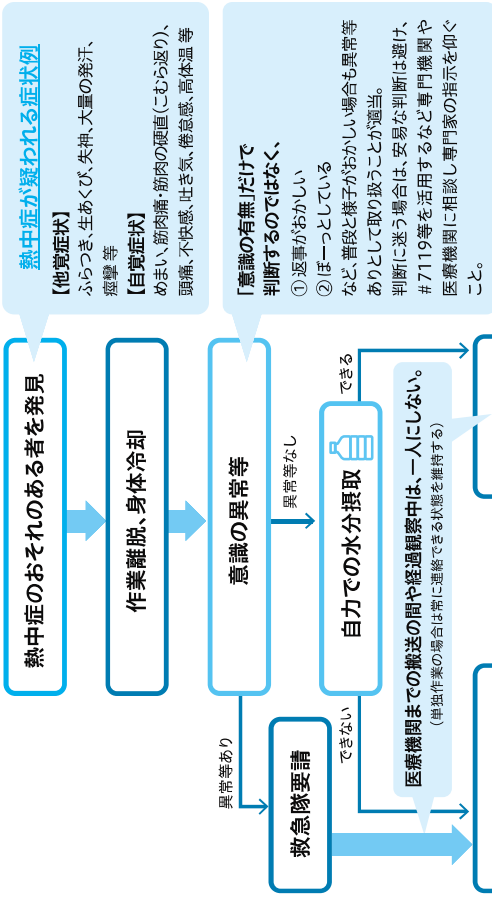 熱中症のおそれのある者を発見
熱中症が疑われる症状例
【他覚症状】
ふらつき、生あくび、失神、大量の発汗、
痙攣 等
【自覚症状】
めまい、筋肉痛・筋肉の硬直（こむら返り）、
頭痛、不快感、吐き気、倦怠感、高体温 等
作業離脱、身体冷却
意識の異常等
「意識の有無」だけで
判断するのではなく、
① 返事がおかしい
② ぼーっとしている
など、普段と様子がおかしい場合も異常等
ありとして取り扱うことが適当。
判断に迷う場合は、安易な判断は避け、
＃7119等を活用するなど専門機関や
医療機関に相談し専門家の指示を仰ぐ
こと。
異常等あり
異常等なし
救急隊要請
自力での水分摂取
できない
できる
医療機関までの搬送の間や経過観察中は、一人にしない。
（単独作業の場合は常に連絡できる状態を維持する）